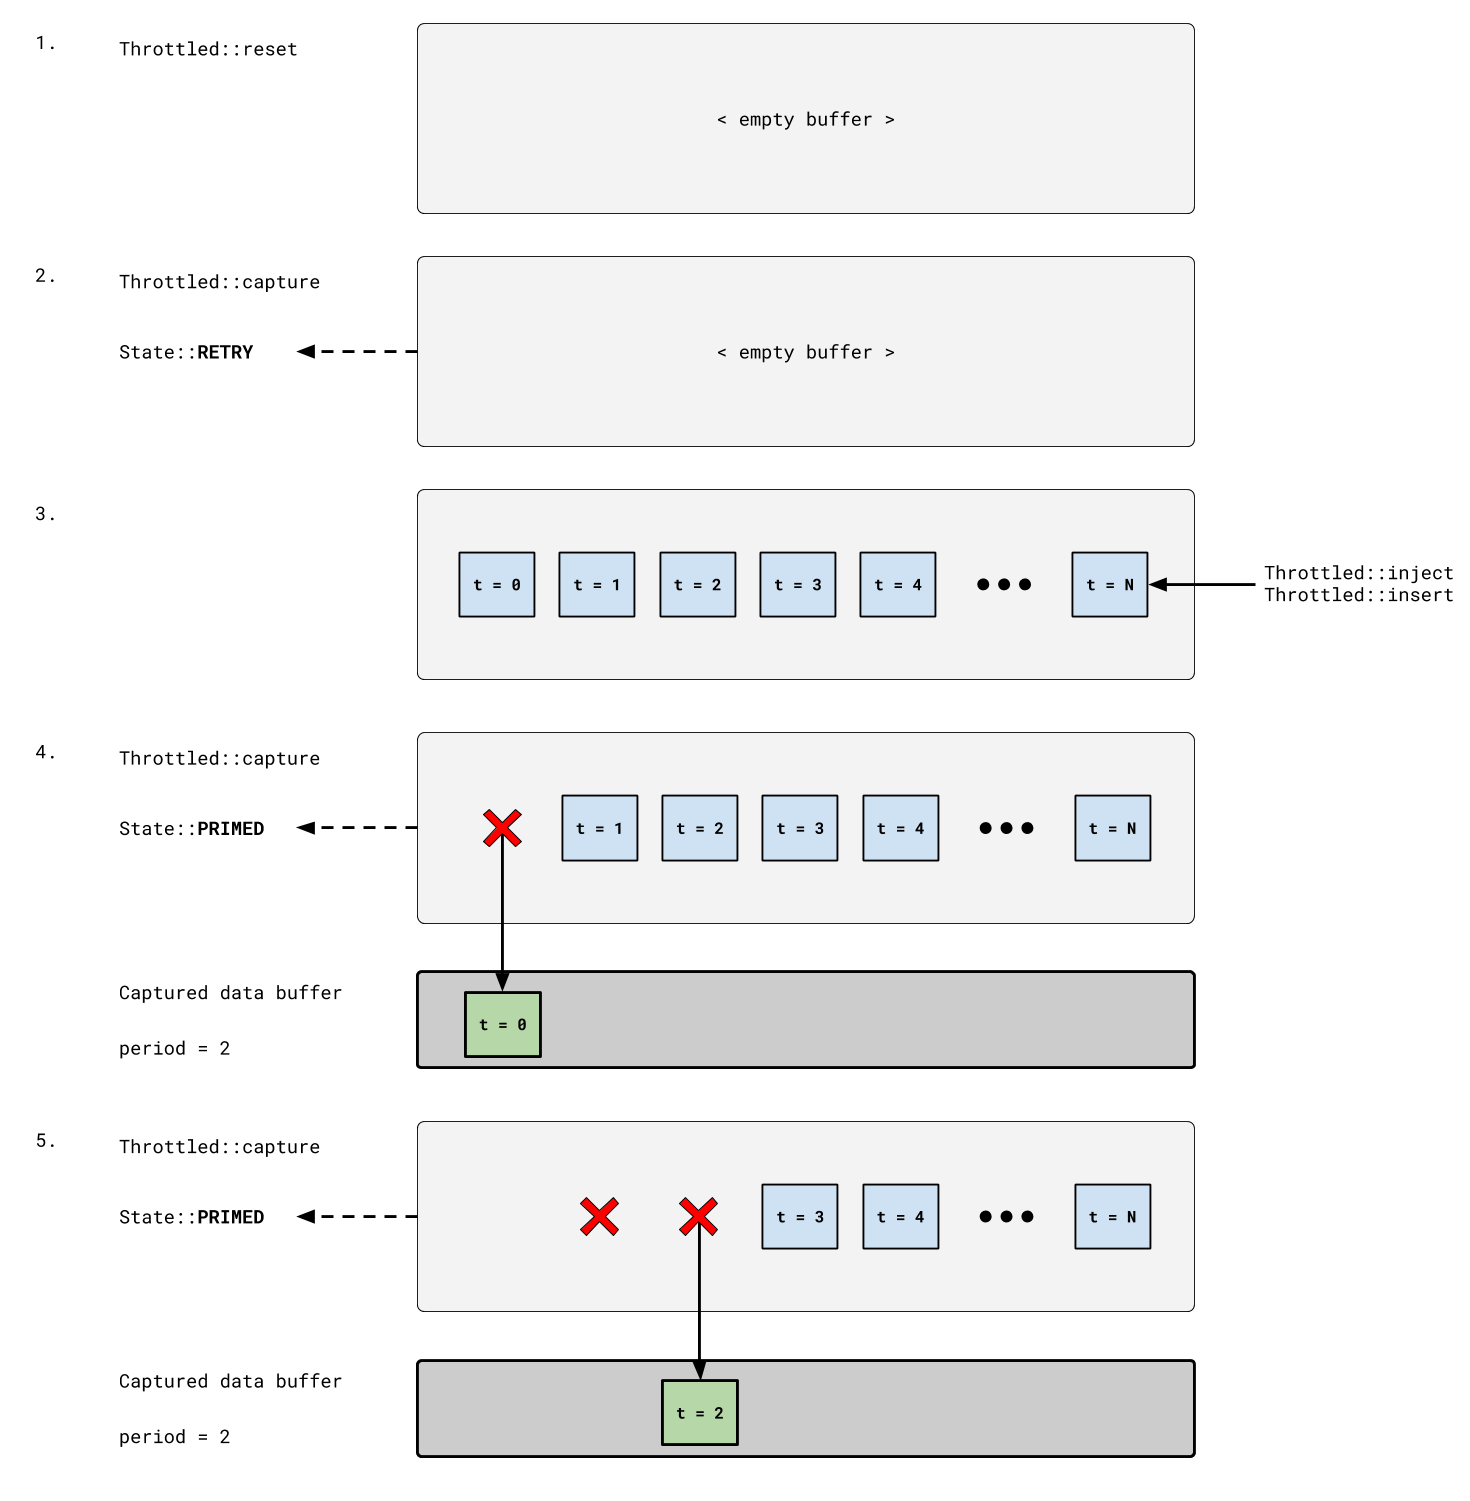 1.
Throttled::reset
< empty buffer >
2.
Throttled::capture
State::RETRY
< empty buffer >
3.
t = 0
t = 1
t = 2
t = 3
t = 4
t = N
Throttled::inject
Throttled::insert
4.
Throttled::capture
State::PRIMED
t = 1
t = 2
t = 3
t = 4
t = N
Captured data buffer
period = 2
t = 0
5.
Throttled::capture
State::PRIMED
t = 3
t = 4
t = N
Captured data buffer
period = 2
t = 2